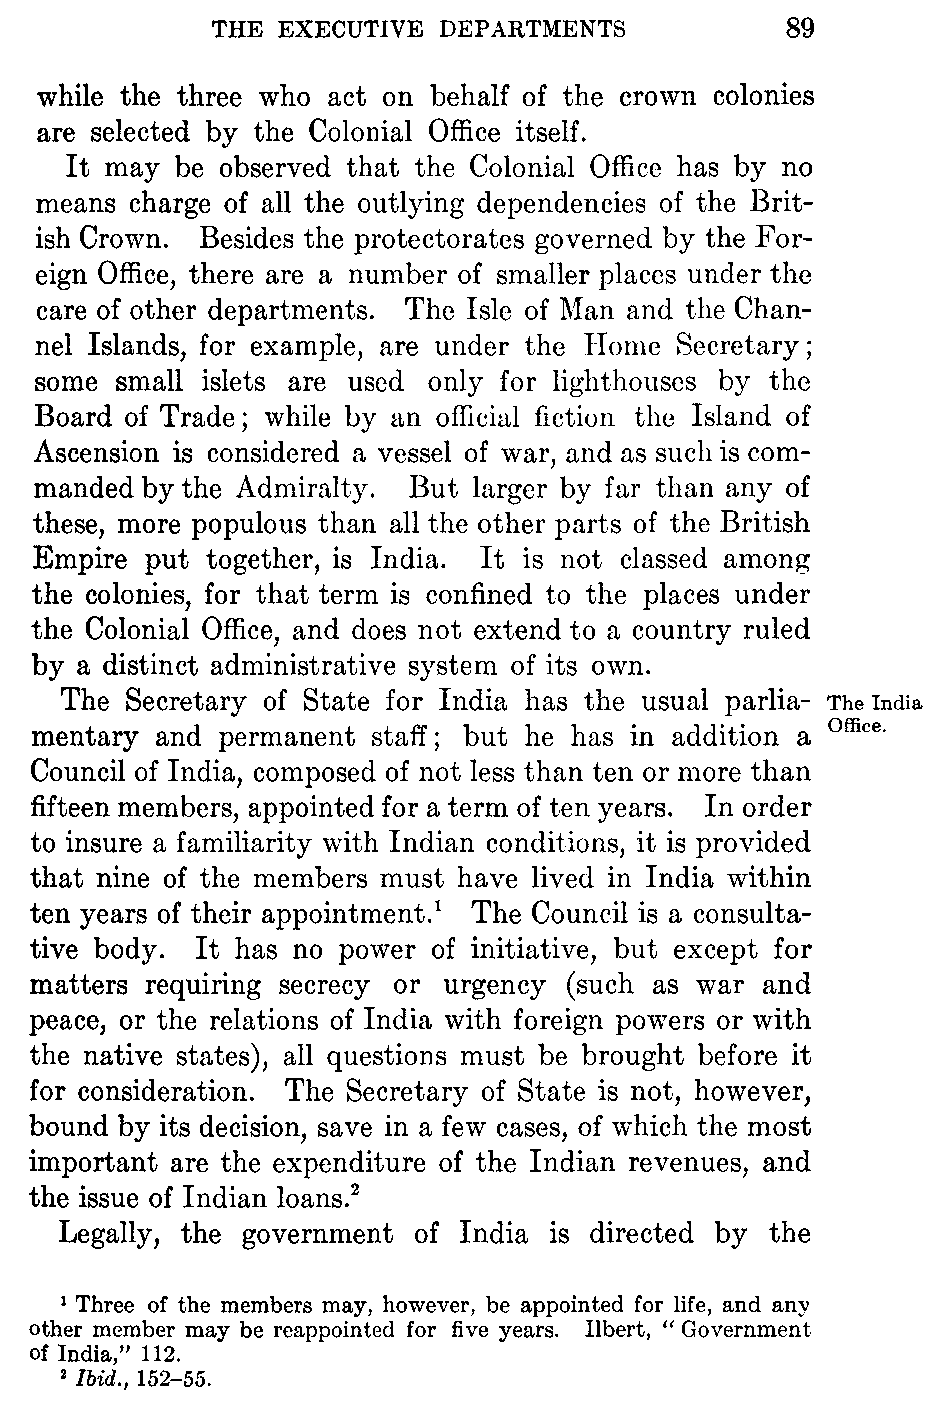 THE EXECUTIVE DEPARTMENTS 89
while the three who act on behalf of the crown colonies
are selected by the Colonial Office itself.
It may be observed that the Colonial Office has by no
means charge of all the outlying dependencies of the Brit-
ish Crown. Besides the protectorates governed by the For-
eign Office, there are a number of smaller places under the
care of other departments. The Isle of Man and the Chan-
nel Islands, for example, are under the Home Secretary;
some small islets are used only for lighthouses by the
Board of Trade; while by an official fiction the Island of
Ascension is considered a vessel of war, and as such is com-
manded by the Admiralty. But larger by far than any of
these, more populous than all the other parts of the British
Empire put together, is India. It is not classed among
the colonies, for that term is confined to the places under
the Colonial Office, and does not extend to a country ruled
by a distinct administrative system of its own.
The Secretary of State for India has the usual parlia-
The India
mentary and permanent staff; but he has in addition a
Office.
Council of India, composed of not less than ten or more than
fifteen members, appointed for a term of ten years. In order
to insure a familiarity with Indian conditions, it is provided
that nine of the members must have lived in India within
ten years of their appointment.¹ The Council is a consulta-
tive body. It has no power of initiative, but except for
matters requiring secrecy or urgency (such as war and
peace, or the relations of India with foreign powers or with
the native states), all questions must be brought before it
for consideration. The Secretary of State is not, however,
bound by its decision, save in a few cases, of which the most
important are the expenditure of the Indian revenues, and
the issue of Indian loans.²
Legally, the government of India is directed by the
¹ Three of the members may, however, be appointed for life, and any
other member may be reappointed for five years. Ilbert, "Government
of India," 112.
² Ibid., 152–55.